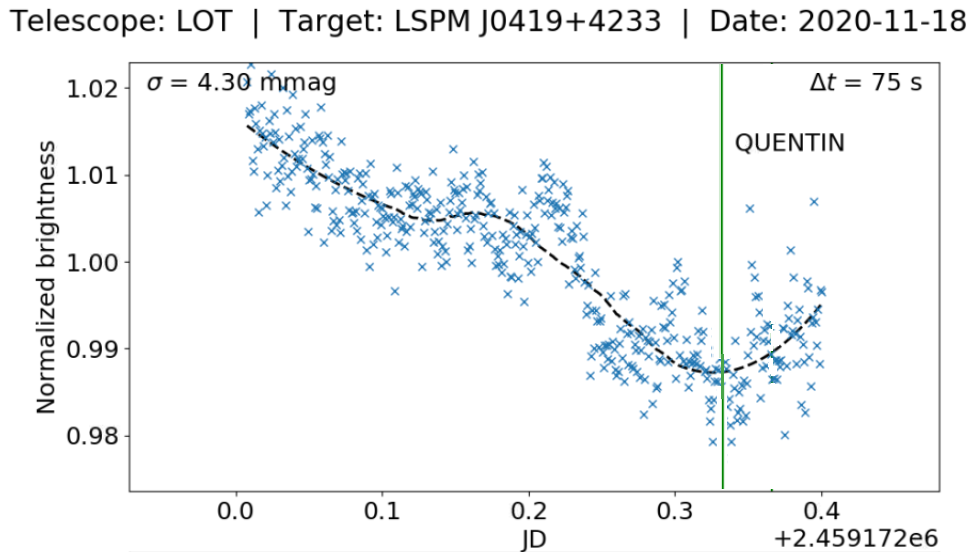 Telescope: LOT | Target: LSPM J0419+4233 | Date: 2020-11-18
σ = 4.30 mmag
Δt = 75 s
QUENTIN
Normalized brightness
1.02
1.01
1.00
0.99
0.98
0.0 0.1 0.2 0.3 0.4
JD
+2.459172e6